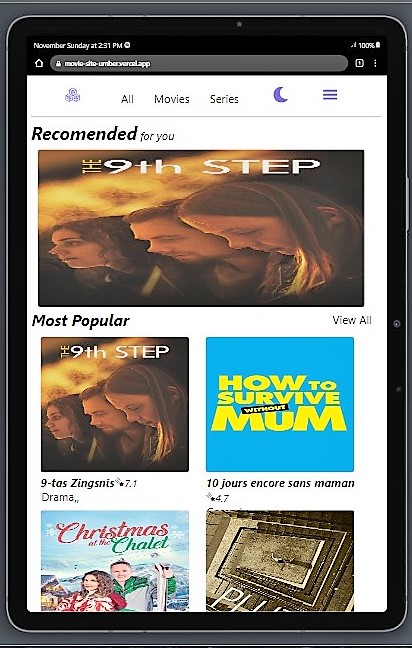 November Sunday at 2:31 PM
100%
movie-site-umber.vercel.app
All Movies Series
Recomended for you
THE 9th STEP
Most Popular View All
THE 9th STEP
HOW TO
SURVIVE
WITHOUT
MUM
9-tas Zingsnis 7.1
Drama,,
10 jours encore sans maman
4.7
Christmas
at the Chalet